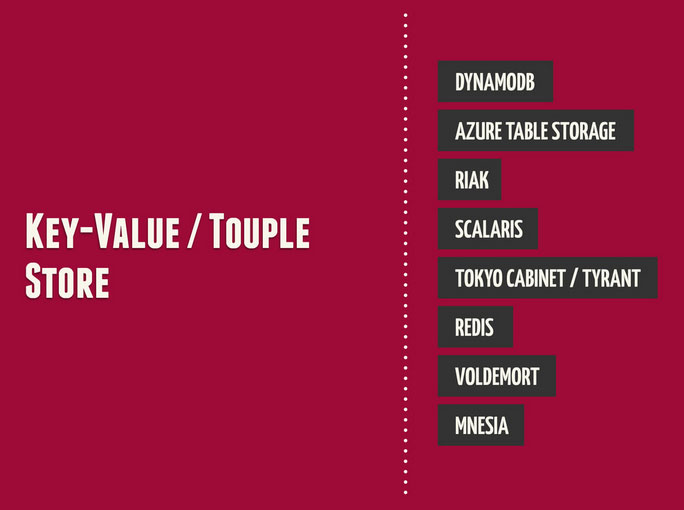 Key-Value / Touple
Store
DYNAMODB
AZURE TABLE STORAGE
RIAK
SCALARIS
TOKYO CABINET / TYRANT
REDIS
VOLDEMORT
MNESIA